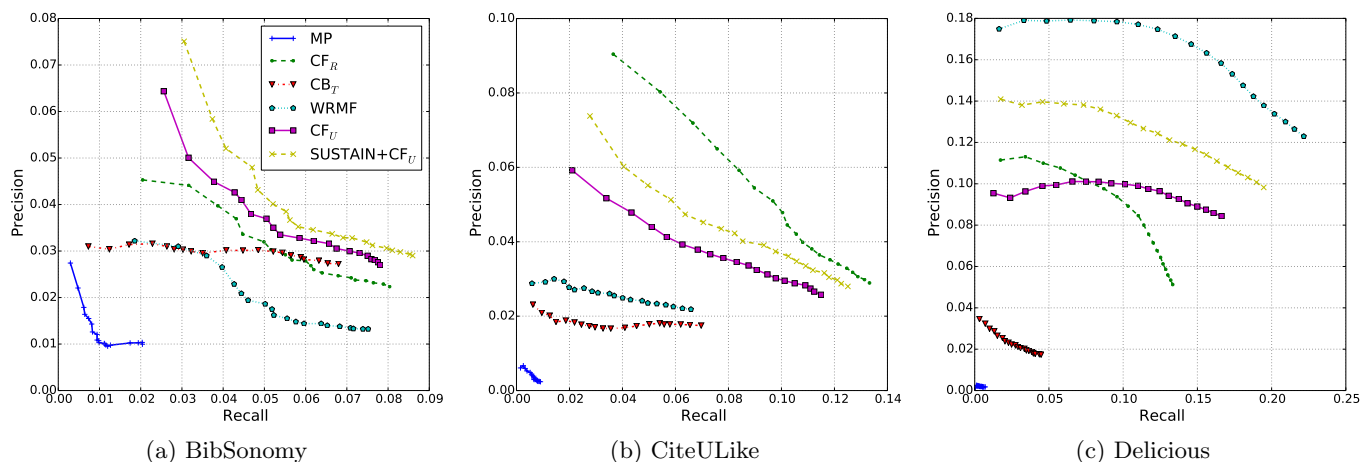 0.08
0.07
0.06
0.05
0.04
0.03
0.02
0.01
0.00
Precision
0.00 0.01 0.02 0.03 0.04 0.05 0.06 0.07 0.08 0.09
Recall
MP
CF_R
CB_T
WRMF
CF_U
SUSTAIN+CF_U
(a) BibSonomy
0.10
0.08
0.06
0.04
0.02
0.00
Precision
0.00 0.02 0.04 0.06 0.08 0.10 0.12 0.14
Recall
(b) CiteULike
0.18
0.14
0.12
0.10
0.08
0.06
0.04
0.02
0.00
Precision
0.00 0.05 0.10 0.15 0.20 0.25
Recall
(c) Delicious